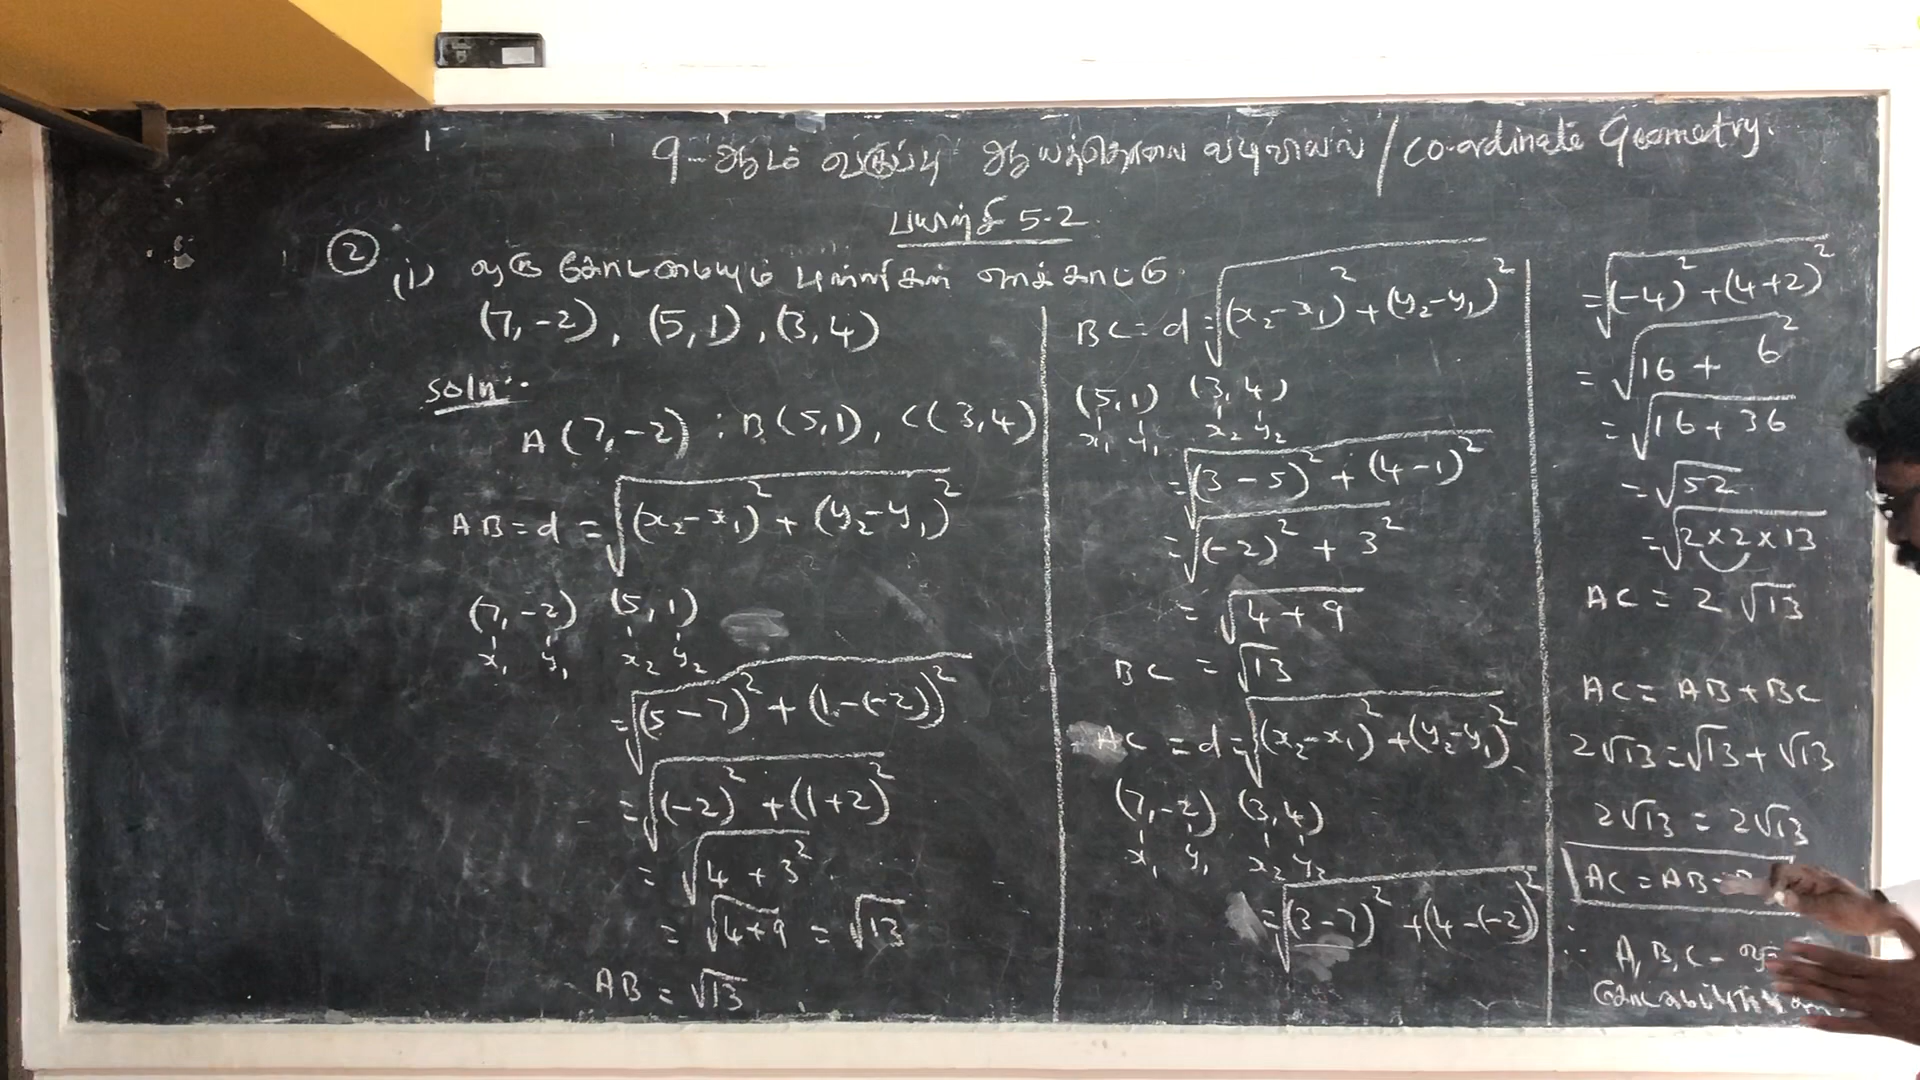 9-ஆம் வகுப்பு ஆயத்தொலை வடிவியல் / Co-ordinate Geometry.
பயிற்சி 5-2
② (i) ஒரு கோடமையும் புள்ளிகள் எனக் காட்டு
(7, -2), (5, 1), (3, 4)
Soln:
A (7, -2) ; B (5, 1), C (3, 4)
AB = d = √(x₂ - x₁)² + (y₂ - y₁)²
(7, -2) (5, 1)
x₁ y₁ x₂ y₂
= √(5 - 7)² + (1 - (-2))²
= √(-2)² + (1+2)²
= √4 + 3²
= √4+9 = √13
AB = √13
BC = d = √(x₂ - x₁)² + (y₂ - y₁)²
(5, 1) (3, 4)
x₁ y₁ x₂ y₂
= √(3 - 5)² + (4 - 1)²
= √(-2)² + 3²
= √4 + 9
BC = √13
AC = d = √(x₂ - x₁)² + (y₂ - y₁)²
(7, -2) (3, 4)
x₁ y₁ x₂ y₂
= √(3 - 7)² + (4 - (-2))²
= √(-4)² + (4+2)²
= √16 + 6²
= √16 + 36
= √52
= √2 × 2 × 13
AC = 2 √13
AC = AB + BC
2√13 = √13 + √13
2√13 = 2√13
AC = AB
∴ A, B, C -